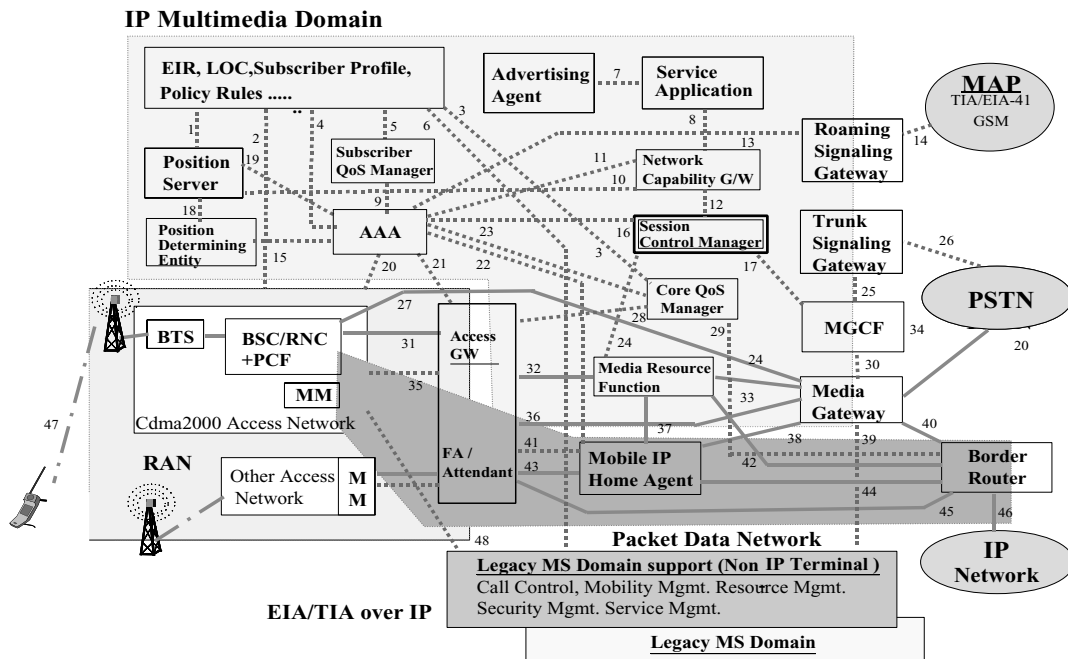 IP Multimedia Domain
EIR, LOC,Subscriber Profile,
Policy Rules .....
Advertising
Agent
7
Service
Application
MAP
TIA/EIA-41
GSM
1
2
4
5
6
3
8
13
14
Roaming
Signaling
Gateway
Position
Server
19
Subscriber
QoS Manager
11
10
Network
Capability G/W
18
9
12
Position
Determining
Entity
AAA
23
16
Session
Control Manager
Trunk
Signaling
Gateway
26
15
20
21
22
3
17
PSTN
27
Core QoS
Manager
25
BTS
BSC/RNC
+PCF
31
Access
GW
28
29
MGCF
34
20
24
24
30
35
32
Media Resource
Function
MM
33
Media
Gateway
Cdma2000 Access Network
36
37
38
39
40
47
RAN
41
FA /
Attendant
43
Mobile IP
Home Agent
42
Border
Router
Other Access
Network
M
M
44
45
46
48
Packet Data Network
IP
Network
Legacy MS Domain support (Non IP Terminal )
Call Control, Mobility Mgmt. Resource Mgmt.
Security Mgmt. Service Mgmt.
EIA/TIA over IP
Legacy MS Domain